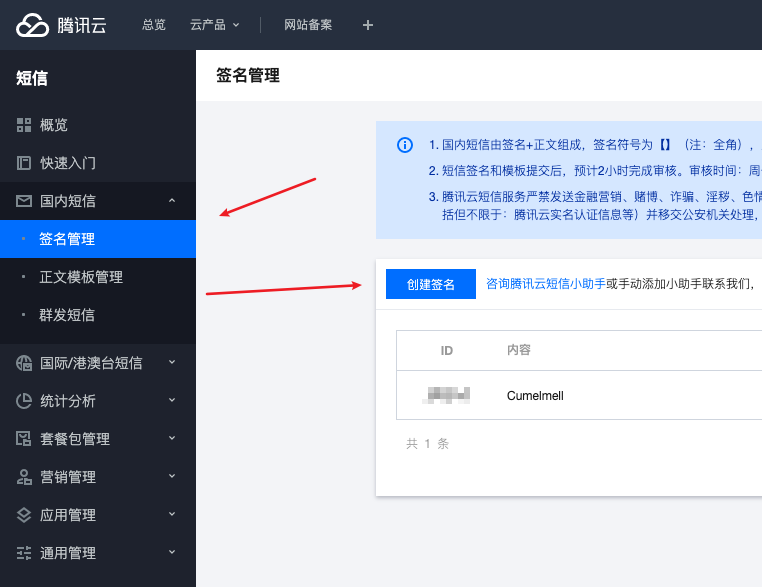 腾讯云 总览 云产品 网站备案 +
短信
概览
快速入门
国内短信
签名管理
正文模板管理
群发短信
国际/港澳台短信
统计分析
套餐包管理
营销管理
应用管理
通用管理
签名管理
1. 国内短信由签名+正文组成，签名符号为【】（注：全角），
2. 短信签名和模板提交后，预计2小时完成审核。审核时间：周
3. 腾讯云短信服务严禁发送金融营销、赌博、诈骗、淫秽、色情
括但不限于：腾讯云实名认证信息等）并移交公安机关处理，
创建签名 咨询腾讯云短信小助手或手动添加小助手联系我们，
ID 内容
Cumelmell
共 1 条